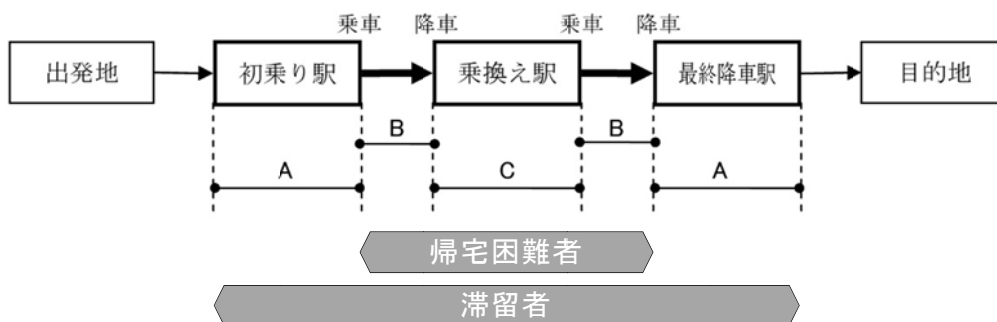 乗車 降車 乗車 降車
出発地 初乗り駅 乗換え駅 最終降車駅 目的地
B B
A C A
帰宅困難者
滞留者